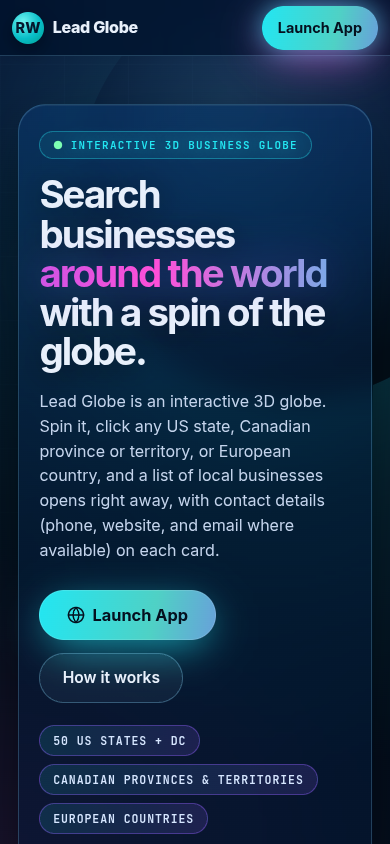 RW Lead Globe Launch App
INTERACTIVE 3D BUSINESS GLOBE
Search
businesses
around the world
with a spin of the
globe.
Lead Globe is an interactive 3D globe.
Spin it, click any US state, Canadian
province or territory, or European
country, and a list of local businesses
opens right away, with contact details
(phone, website, and email where
available) on each card.
Launch App
How it works
50 US STATES + DC
CANADIAN PROVINCES & TERRITORIES
EUROPEAN COUNTRIES